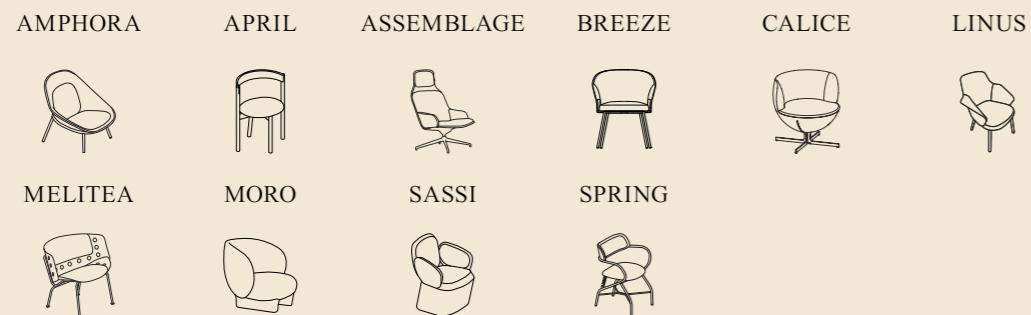 AMPHORA APRIL ASSEMBLAGE BREEZE CALICE LINUS
MELITEA MORO SASSI SPRING